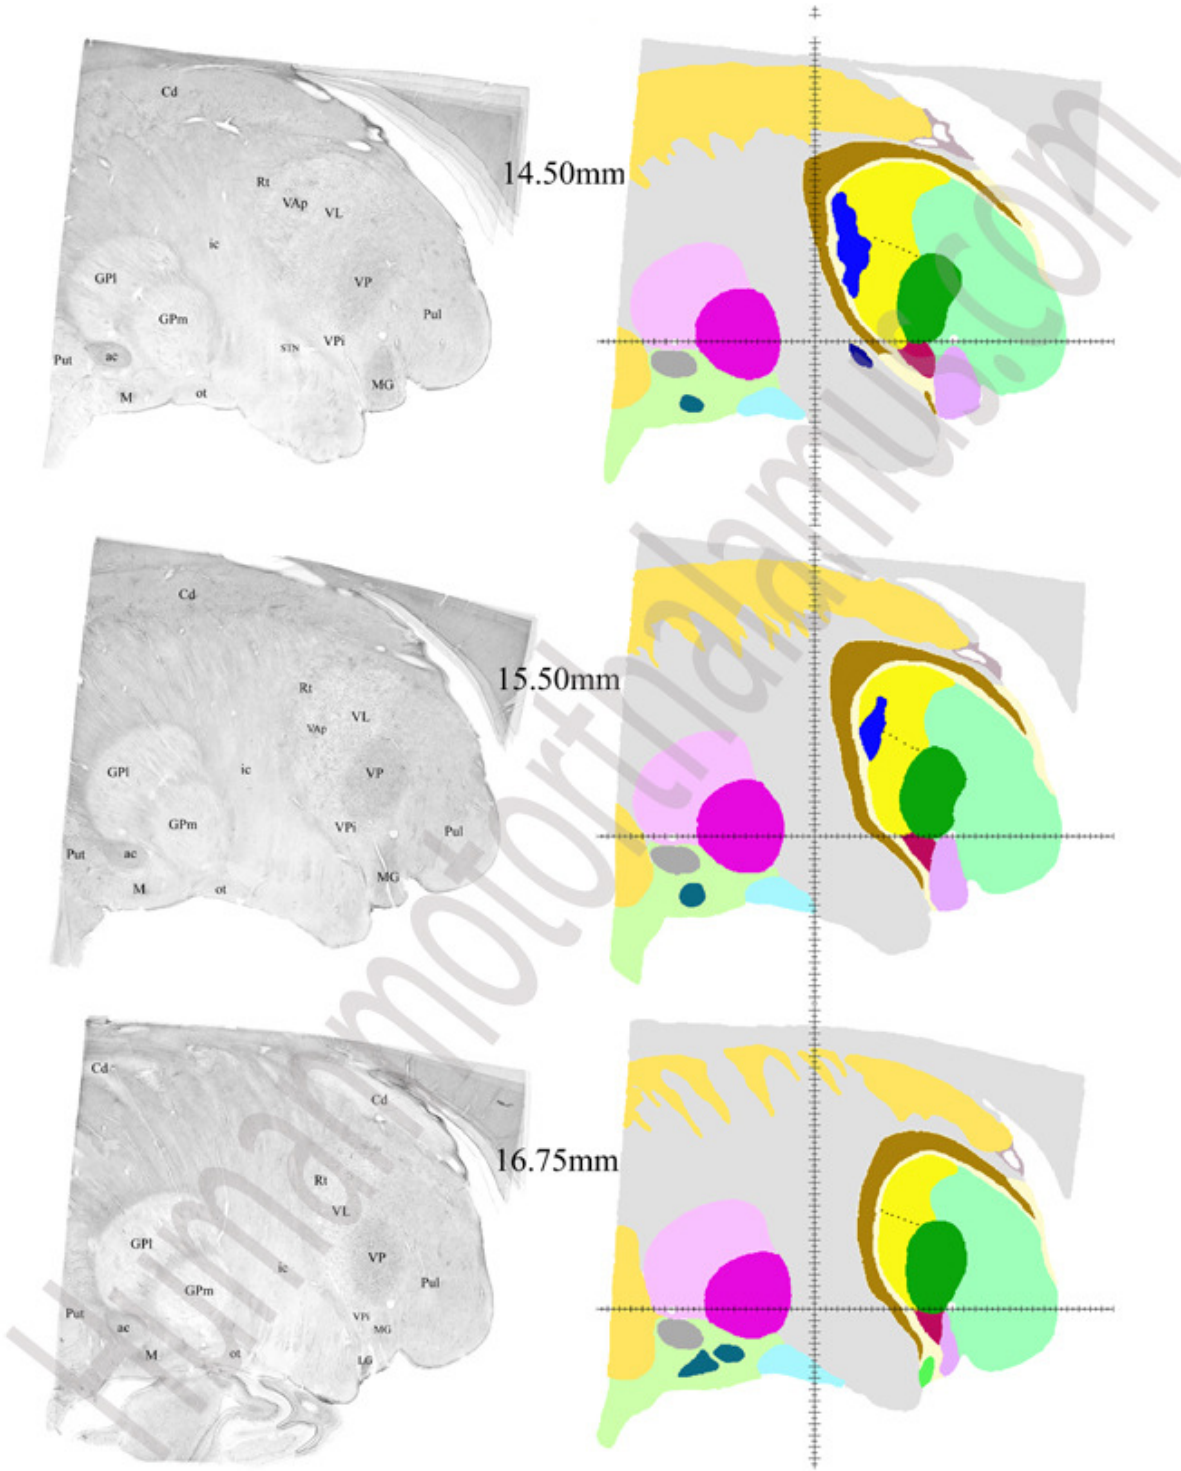 Cd
14.50mm
Rt
VAp
VL
ic
GPl
VP
GPm
Pul
STN
VPi
Put
ac
MG
M
ot
Cd
15.50mm
Rt
VAp
VL
GPl
ic
VP
GPm
VPi
Pul
Put
ac
MG
M
ot
Cd
Cd
16.75mm
Rt
VL
GPl
VP
ic
Pul
GPm
Put
VPi
ac
MG
M
ot
LG
Humanmotorthalamus.com